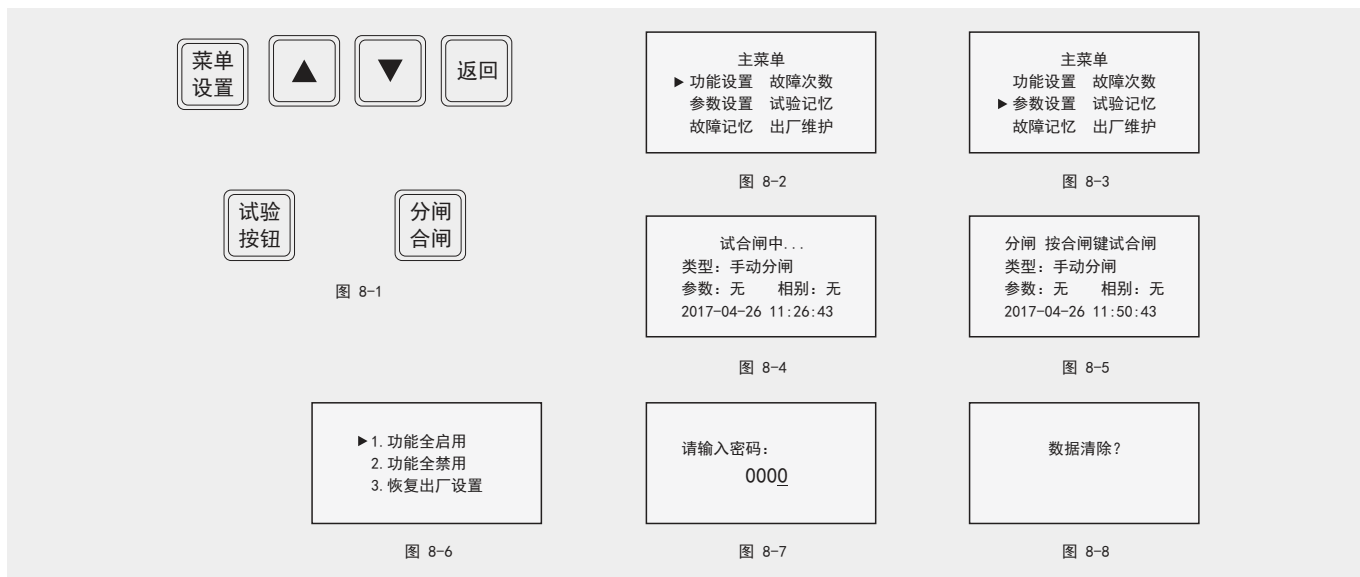 菜单
设置
▲
▼
返回
试验
按钮
分闸
合闸
图 8-1
主菜单
▶功能设置 故障次数
参数设置 试验记忆
故障记忆 出厂维护
图 8-2
主菜单
功能设置 故障次数
▶参数设置 试验记忆
故障记忆 出厂维护
图 8-3
试合闸中...
类型：手动分闸
参数：无 相别：无
2017-04-26 11:26:43
图 8-4
分闸 按合闸键试合闸
类型：手动分闸
参数：无 相别：无
2017-04-26 11:50:43
图 8-5
▶1.功能全启用
2.功能全禁用
3.恢复出厂设置
图 8-6
请输入密码：
0000
图 8-7
数据清除？
图 8-8